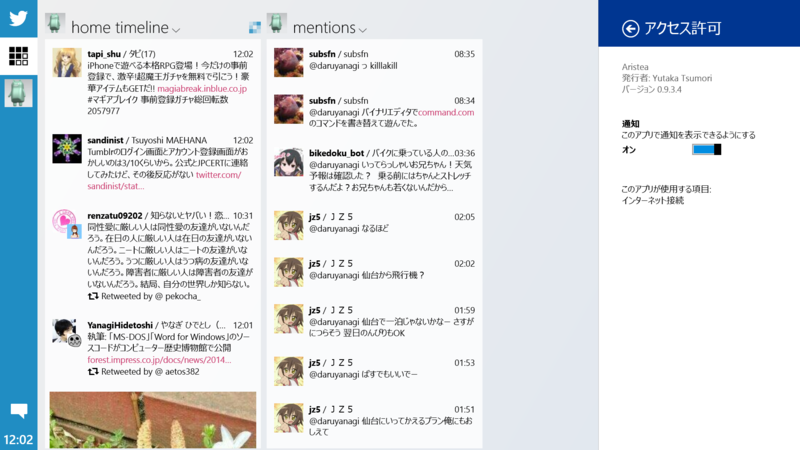 home timeline
tapi_shu / タピ(17) 12:02
iPhoneで遊べる本格RPG登場！今だけの事前
登録で、激辛!超魔王ガチャを無料で引こう！豪
華アイテムもGETだ!! magiabreak.inblue.co.jp
#マギアブレイク 事前登録ガチャ総回転数
2057977
sandinist / Tsuyoshi MAEHANA 12:02
Tumblrのログイン画面とアカウント登録画面がお
かしいのは3/10くらいから。公式とJPCERTに連絡
してみたけど、その後反応がない twitter.com/
sandinist/stat...
renzatu09202 / 知らないとヤバい！恋... 10:31
同性愛に厳しい人は同性愛の友達がいないんだ
ろう。在日の人に厳しい人は在日の友達がいな
いんだろう。ニートに厳しい人はニートの友達がい
ないんだろう。うつに厳しい人はうつ病の友達がい
ないんだろう。障害者に厳しい人は障害者の友達
がいないんだろう。結局、自分の世界しか知らない。
Retweeted by @ pekocha_
YanagiHidetoshi / やなぎ ひでとし（... 12:01
執筆: 「MS-DOS」「Word for Windows」のソー
スコードがコンピューター歴史博物館で公開
forest.impress.co.jp/docs/news/2014...
Retweeted by @ aetos382
12:02
mentions
subsfn / subsfn 08:35
@daruyanagi っ killlakill
subsfn / subsfn 08:34
@daruyanagi バイナリエディタでcommand.com
のコマンドを書き替えて遊んでた。
bikedoku_bot / バイクに乗っている人の... 03:36
@daruyanagi いってらっしゃいお兄ちゃん！天気
予報は確認した？ 乗る前にはちゃんとストレッチ
するんだよ？お兄ちゃんも若くないんだから...
jz5 / ＪＺ５ 02:05
@daruyanagi なるほど
jz5 / ＪＺ５ 02:02
@daruyanagi 仙台から飛行機？
jz5 / ＪＺ５ 01:59
@daruyanagi 仙台で一泊じゃないかなー さすが
につらそう 翌日のんびりもOK
jz5 / ＪＺ５ 01:53
@daruyanagi ばすでもいいでー
jz5 / ＪＺ５ 01:51
@daruyanagi 仙台にいってかえるプラン俺にもお
しえて
アクセス許可
Aristea
発行者: Yutaka Tsumori
バージョン 0.9.3.4
通知
このアプリで通知を表示できるようにする
オン
このアプリが使用する項目:
インターネット接続